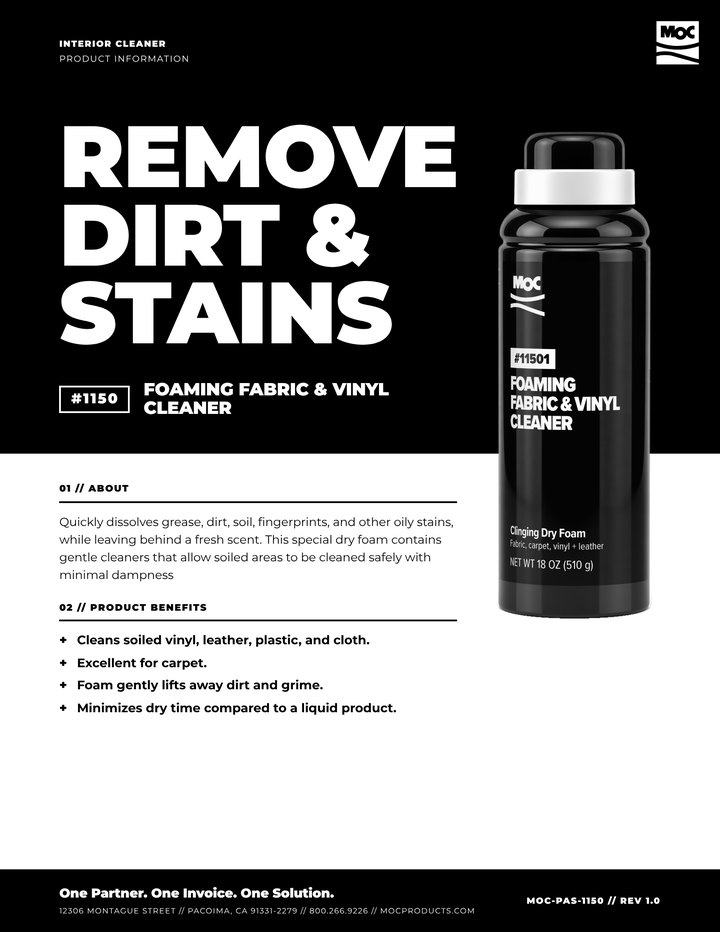 INTERIOR CLEANER
PRODUCT INFORMATION
MOC
REMOVE
DIRT &
STAINS
#1150
FOAMING FABRIC & VINYL
CLEANER
MOC
#11501
FOAMING
FABRIC & VINYL
CLEANER
Clinging Dry Foam
Fabric, carpet, vinyl + leather
NET WT 18 OZ (510 g)
01 // ABOUT
Quickly dissolves grease, dirt, soil, fingerprints, and other oily stains,
while leaving behind a fresh scent. This special dry foam contains
gentle cleaners that allow soiled areas to be cleaned safely with
minimal dampness
02 // PRODUCT BENEFITS
+ Cleans soiled vinyl, leather, plastic, and cloth.
+ Excellent for carpet.
+ Foam gently lifts away dirt and grime.
+ Minimizes dry time compared to a liquid product.
One Partner. One Invoice. One Solution.
12306 MONTAGUE STREET // PACOIMA, CA 91331-2279 // 800.266.9226 // MOCPRODUCTS.COM
MOC-PAS-1150 // REV 1.0